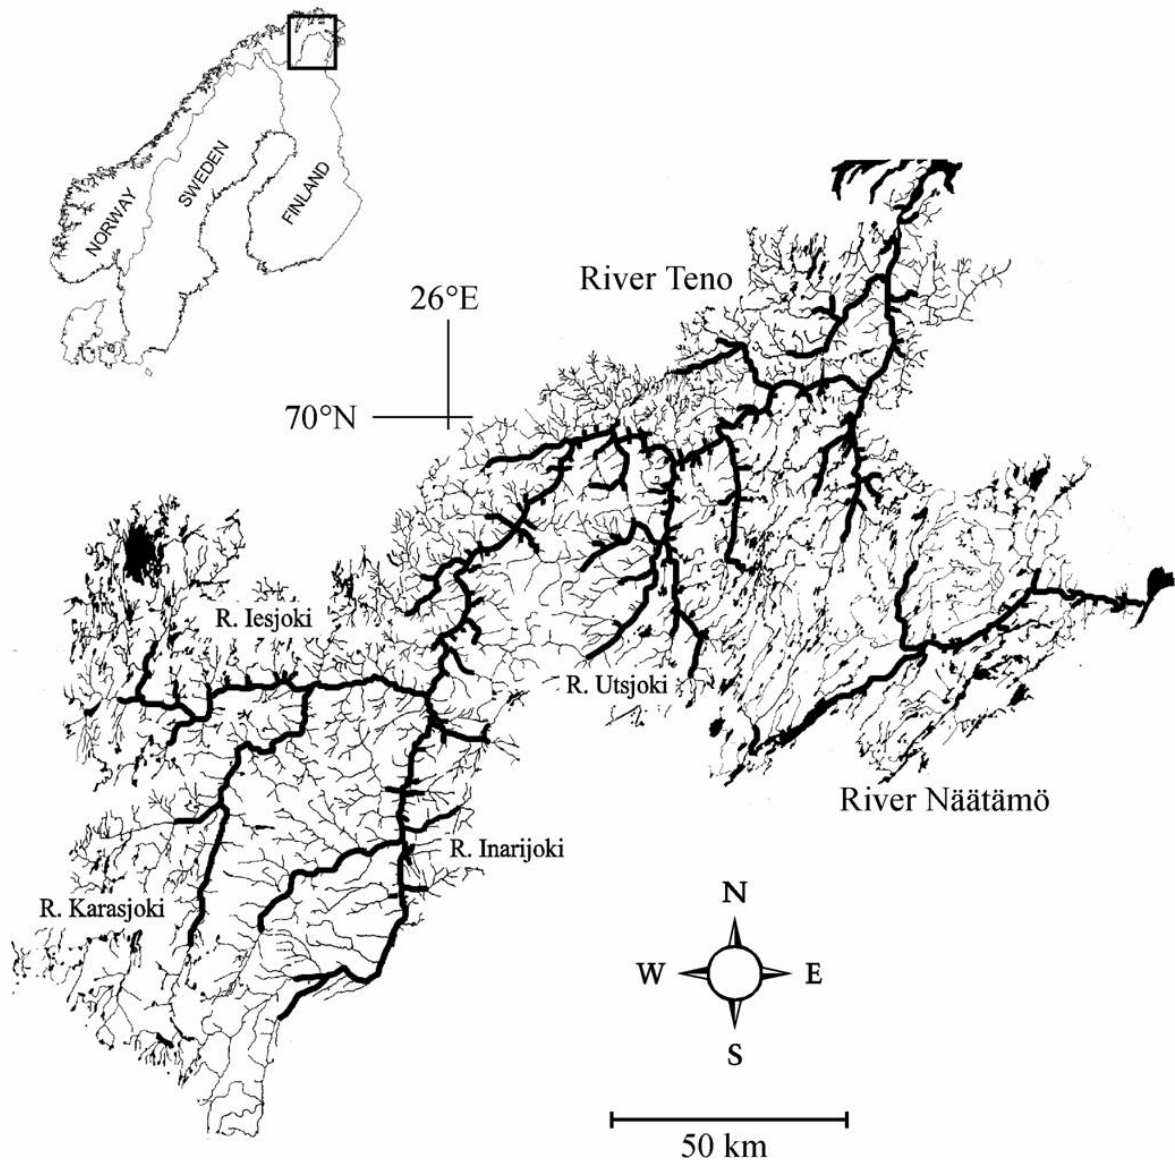 NORWAY
SWEDEN
FINLAND
River Teno
26°E
70°N
R. Iesjoki
R. Utsjoki
River Näätämö
R. Inarijoki
R. Karasjoki
N
W
E
S
50 km